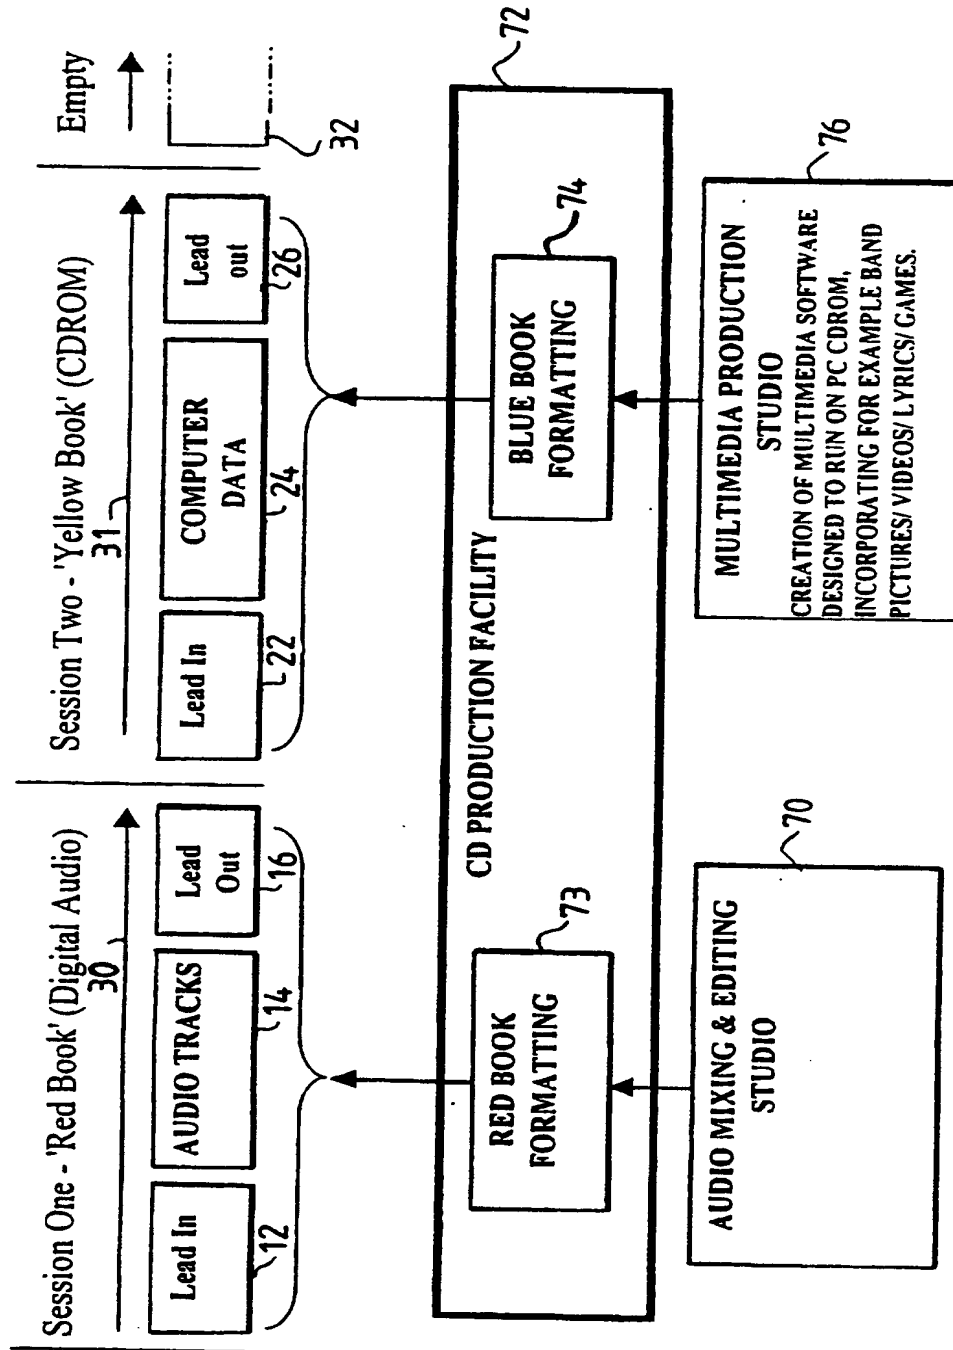 Session One - 'Red Book' (Digital Audio)
30
Lead In
12
AUDIO TRACKS
14
Lead
Out
16
Session Two - 'Yellow Book' (CDROM)
31
Lead In
22
COMPUTER
DATA
24
Lead
out
26
Empty
32
CD PRODUCTION FACILITY
72
RED BOOK
FORMATTING
73
BLUE BOOK
FORMATTING
74
AUDIO MIXING & EDITING
STUDIO
70
MULTIMEDIA PRODUCTION
STUDIO
CREATION OF MULTIMEDIA SOFTWARE
DESIGNED TO RUN ON PC CDROM,
INCORPORATING FOR EXAMPLE BAND
PICTURES/ VIDEOS/ LYRICS/ GAMES.
76